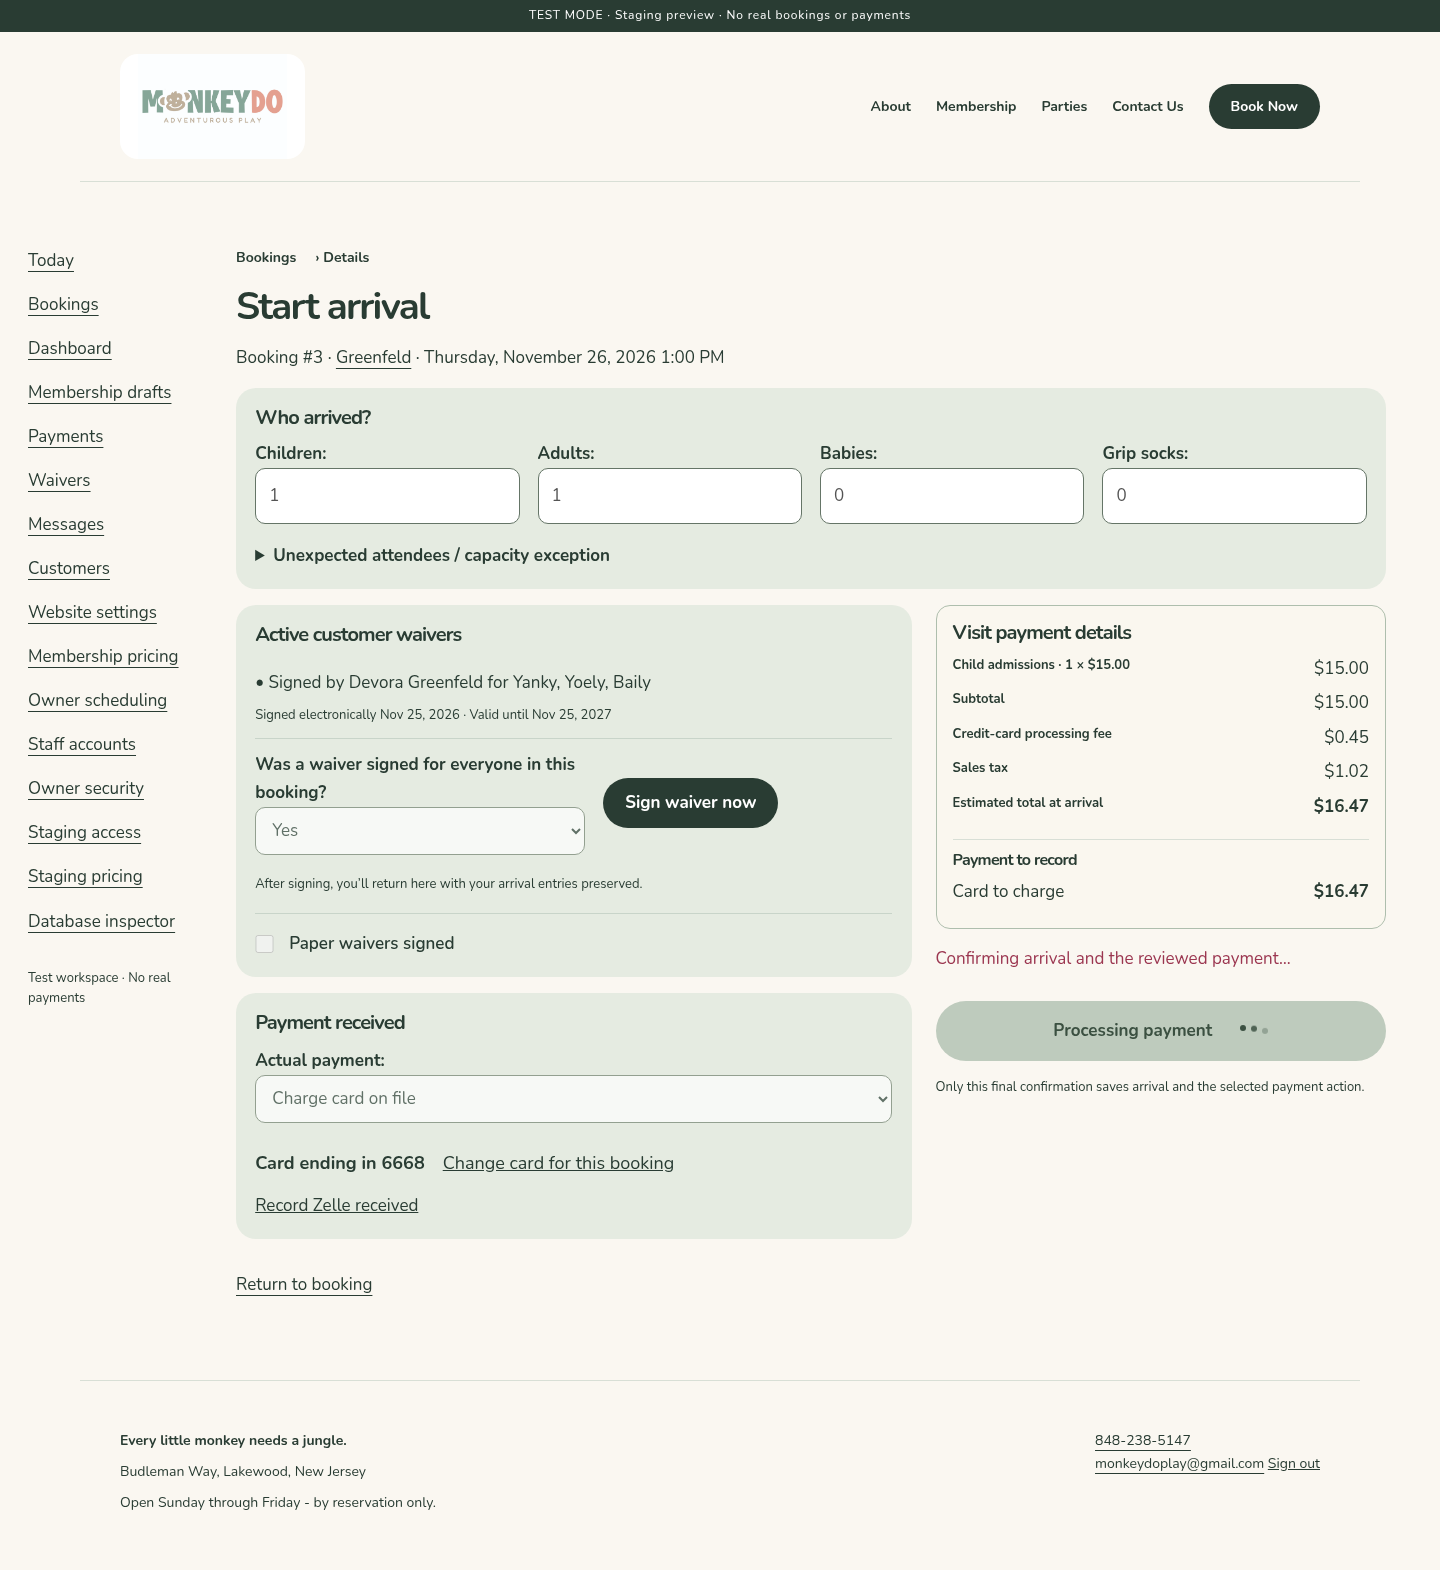 TEST MODE · Staging preview · No real bookings or payments
MONKEYDO
ADVENTUROUS PLAY
About Membership Parties Contact Us Book Now
Today
Bookings
Dashboard
Membership drafts
Payments
Waivers
Messages
Customers
Website settings
Membership pricing
Owner scheduling
Staff accounts
Owner security
Staging access
Staging pricing
Database inspector
Test workspace · No real
payments
Bookings › Details
Start arrival
Booking #3 · Greenfeld · Thursday, November 26, 2026 1:00 PM
Who arrived?
Children: Adults: Babies: Grip socks:
1 1 0 0
Unexpected attendees / capacity exception
Active customer waivers
• Signed by Devora Greenfeld for Yanky, Yoely, Baily
Signed electronically Nov 25, 2026 · Valid until Nov 25, 2027
Was a waiver signed for everyone in this
booking?
Yes
Sign waiver now
After signing, you’ll return here with your arrival entries preserved.
Paper waivers signed
Payment received
Actual payment:
Charge card on file
Card ending in 6668 Change card for this booking
Record Zelle received
Visit payment details
Child admissions · 1 × $15.00 $15.00
Subtotal $15.00
Credit-card processing fee $0.45
Sales tax $1.02
Estimated total at arrival $16.47
Payment to record
Card to charge $16.47
Confirming arrival and the reviewed payment…
Processing payment
Only this final confirmation saves arrival and the selected payment action.
Return to booking
Every little monkey needs a jungle.
Budleman Way, Lakewood, New Jersey
Open Sunday through Friday - by reservation only.
848-238-5147
monkeydoplay@gmail.com Sign out